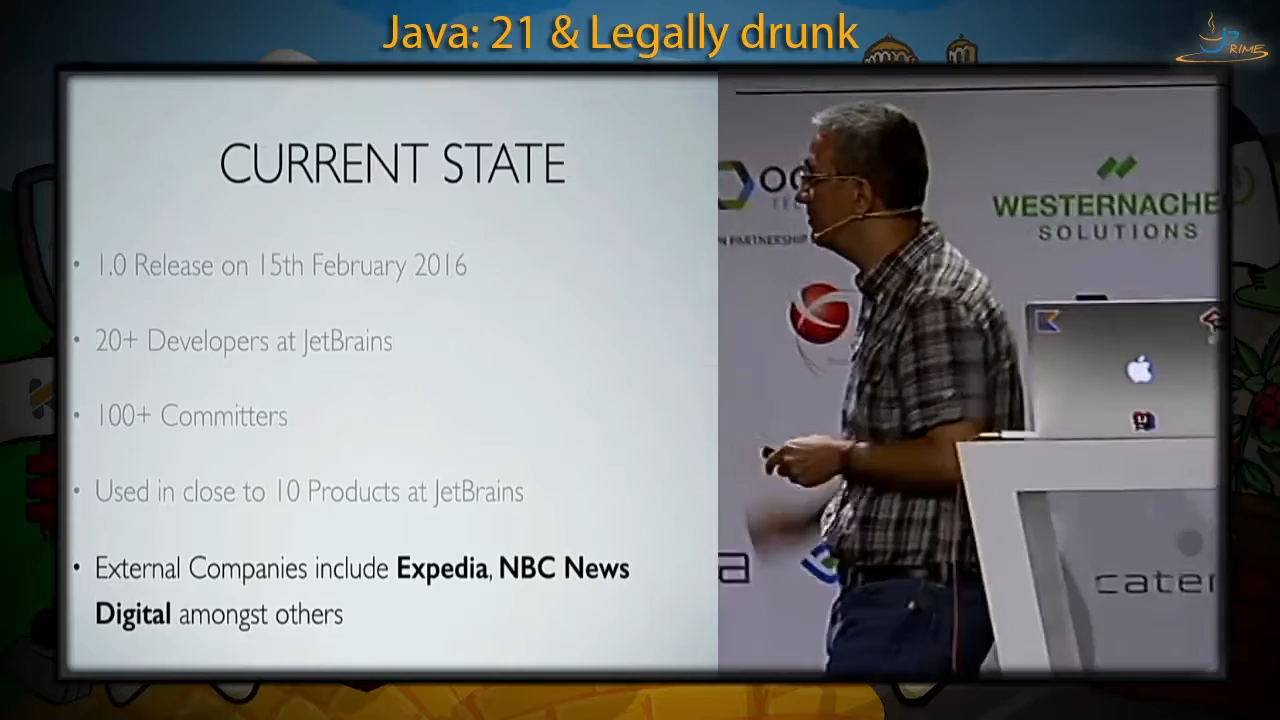 Java: 21 & Legally drunk
CURRENT STATE
• 1.0 Release on 15th February 2016
• 20+ Developers at JetBrains
• 100+ Committers
• Used in close to 10 Products at JetBrains
• External Companies include Expedia, NBC News
Digital amongst others
N PARTNERSHIP
WESTERNACHE
SOLUTIONS
cater